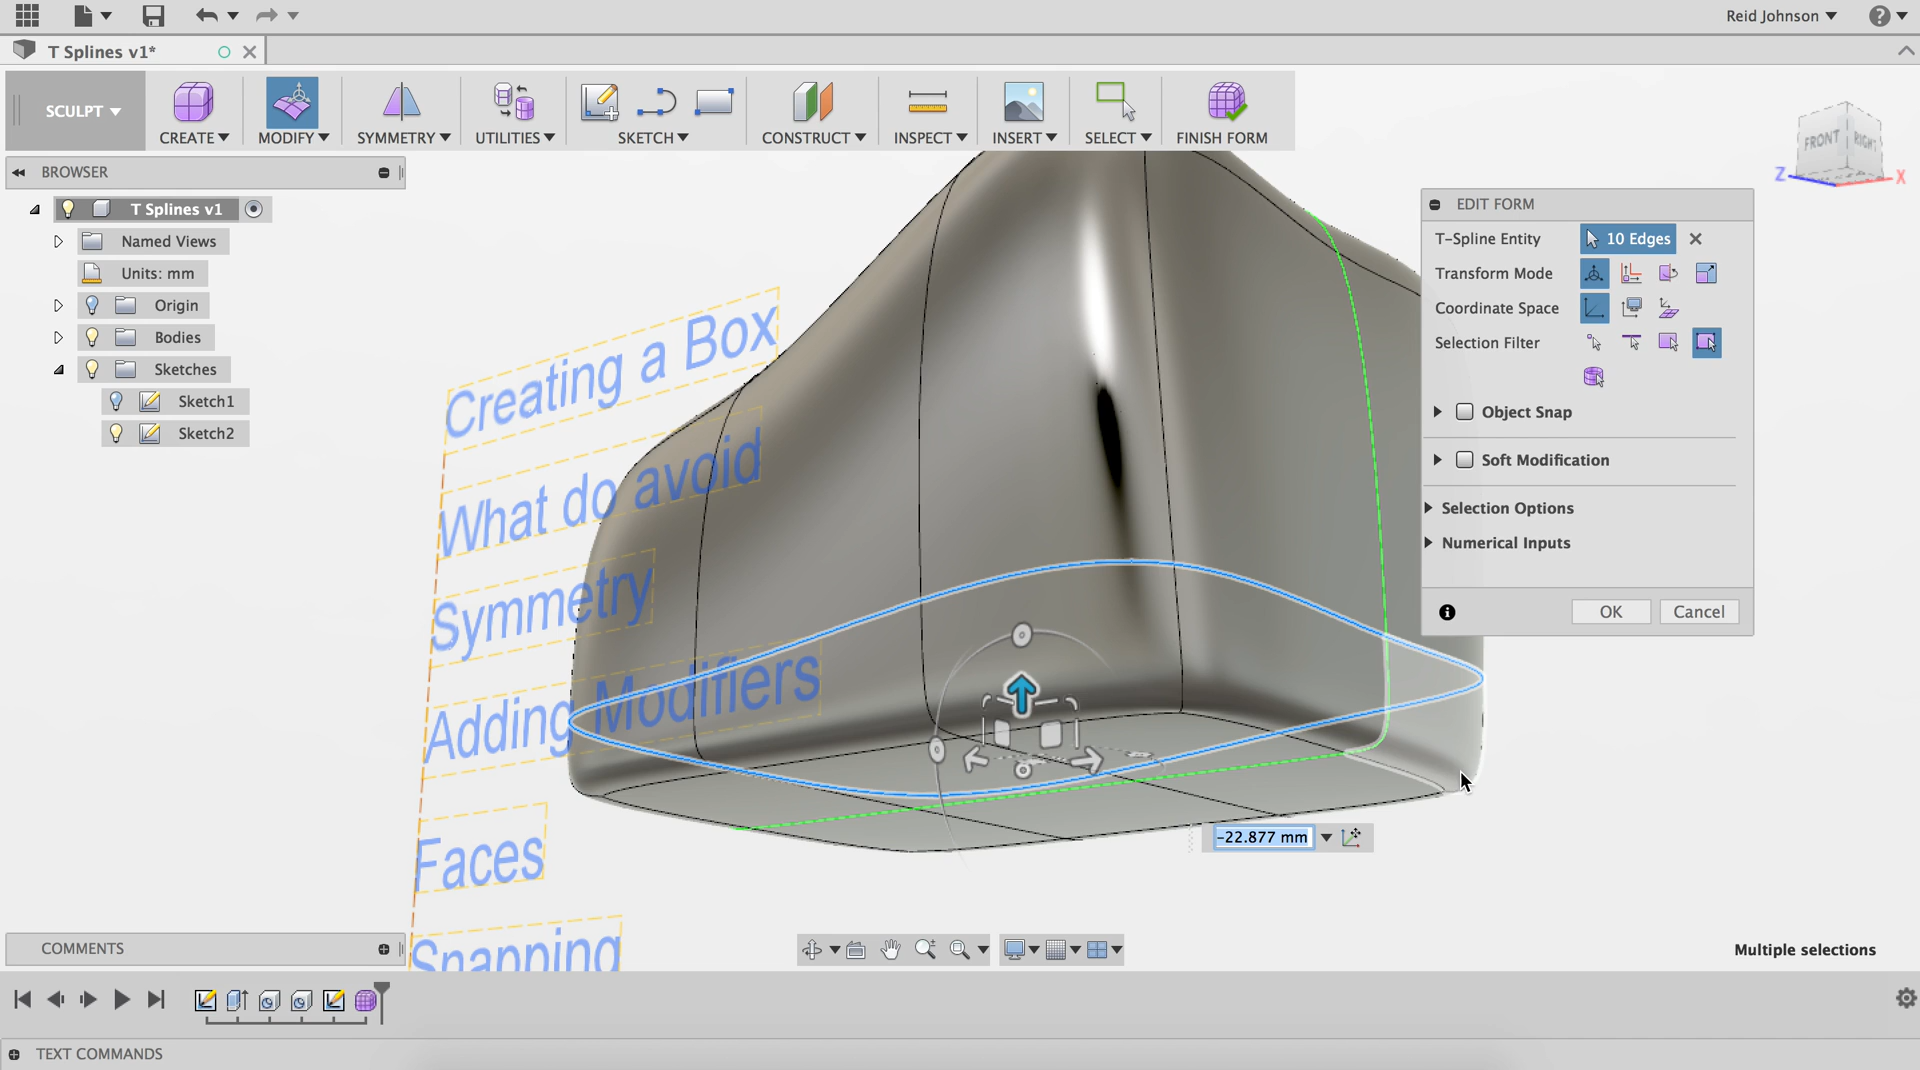 Reid Johnson
T Splines v1*
SCULPT
CREATE
MODIFY
SYMMETRY
UTILITIES
SKETCH
CONSTRUCT
INSPECT
INSERT
SELECT
FINISH FORM
FRONT
RIGHT
Z
X
BROWSER
T Splines v1
Named Views
Units: mm
Origin
Bodies
Sketches
Sketch1
Sketch2
Creating a Box
What do avoid
Symmetry
Adding Modifiers
Faces
Snapping
EDIT FORM
T-Spline Entity
10 Edges
Transform Mode
Coordinate Space
Selection Filter
Object Snap
Soft Modification
Selection Options
Numerical Inputs
OK
Cancel
-22.877 mm
COMMENTS
Multiple selections
TEXT COMMANDS